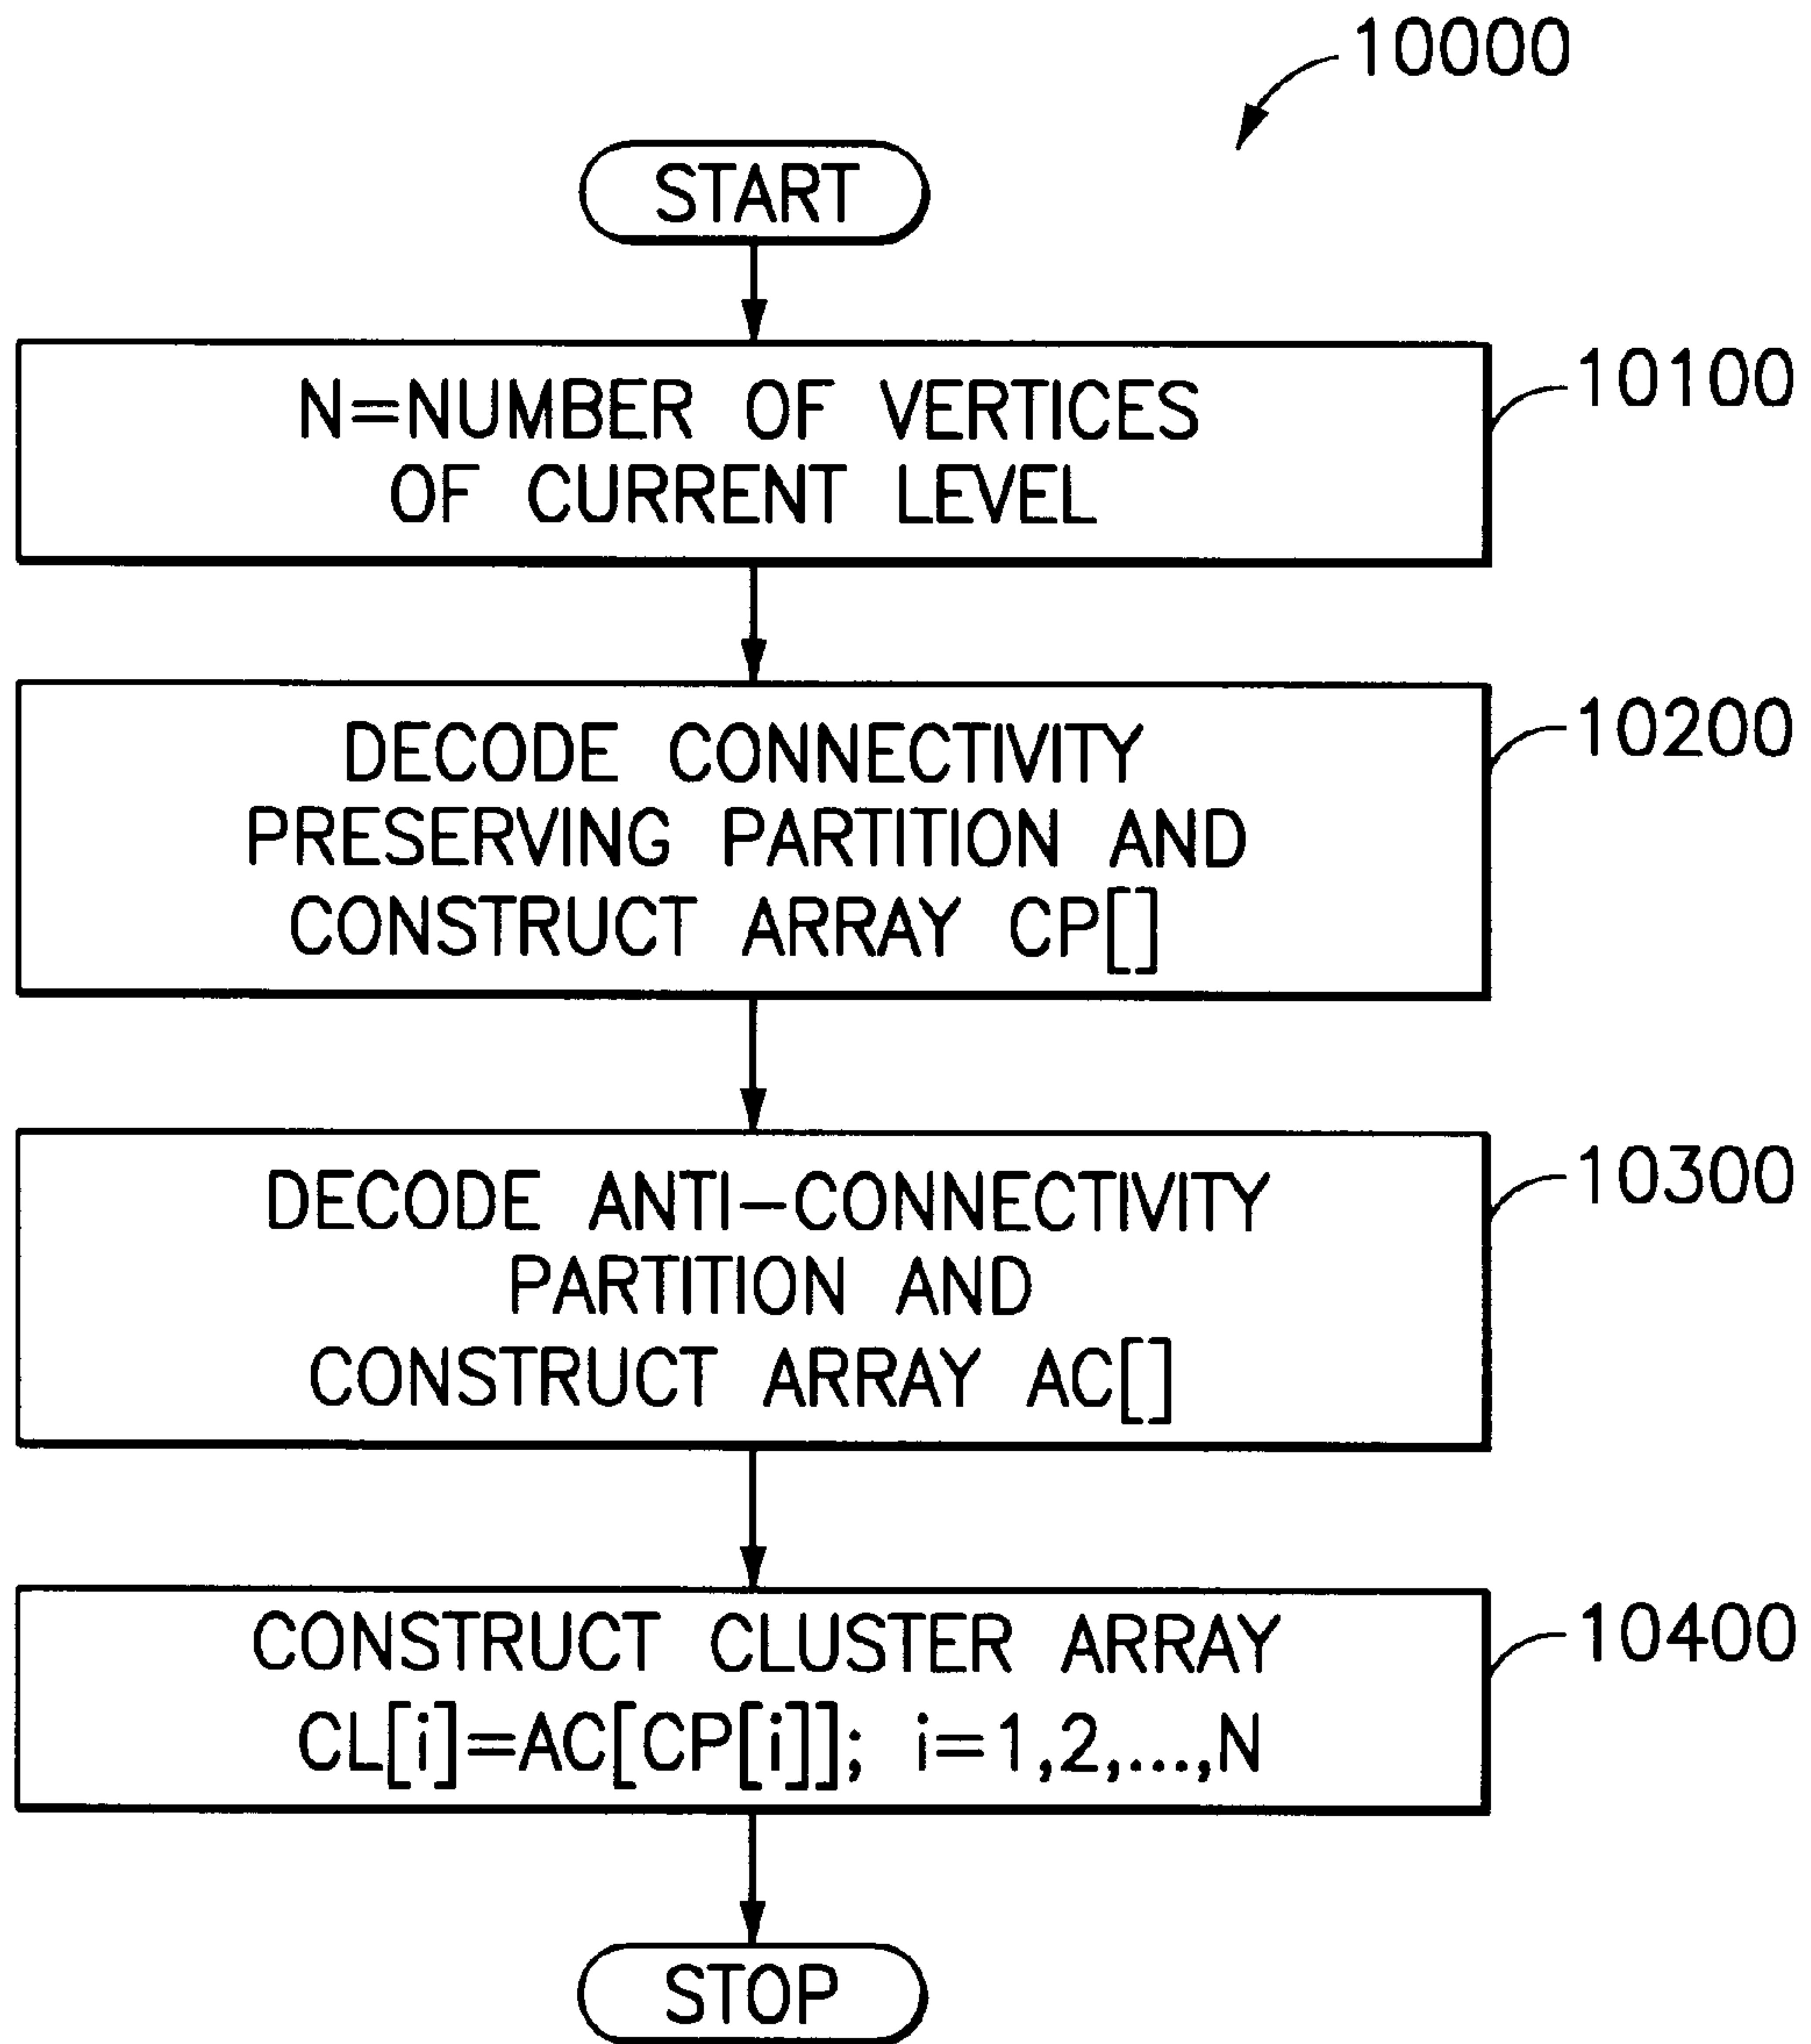 10000
START
N=NUMBER OF VERTICES
OF CURRENT LEVEL
10100
DECODE CONNECTIVITY
PRESERVING PARTITION AND
CONSTRUCT ARRAY CP[]
10200
DECODE ANTI-CONNECTIVITY
PARTITION AND
CONSTRUCT ARRAY AC[]
10300
CONSTRUCT CLUSTER ARRAY
CL[i]=AC[CP[i]]; i=1,2,...,N
10400
STOP